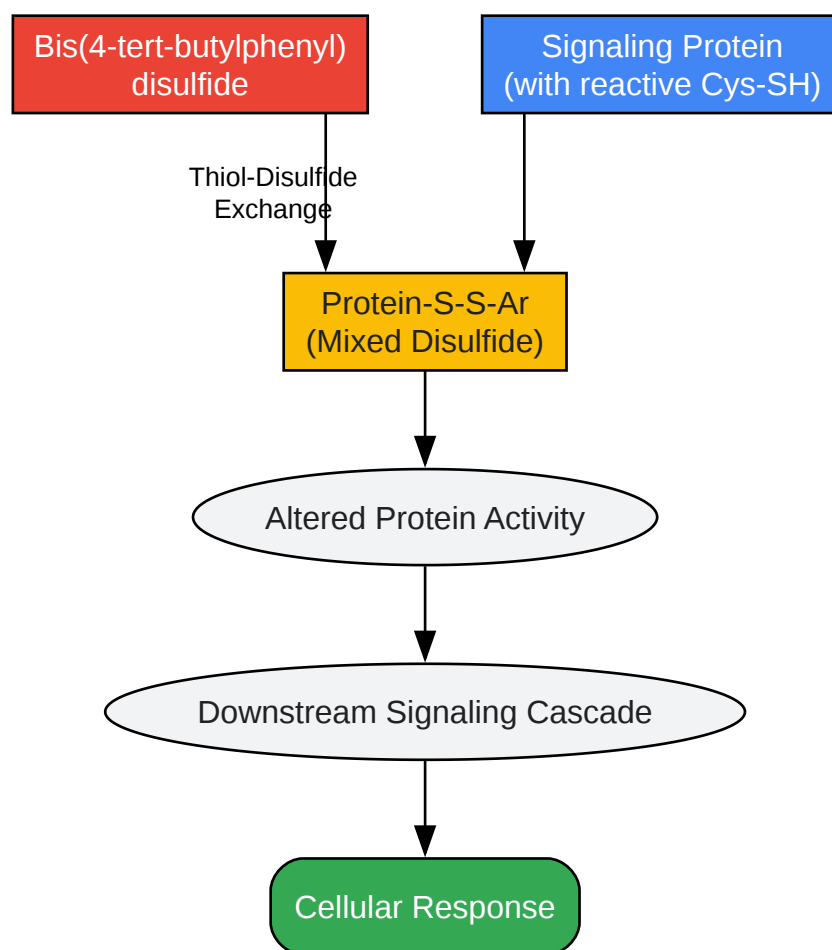 Bis(4-tert-butylphenyl)
disulfide
Signaling Protein
(with reactive Cys-SH)
Thiol-Disulfide
Exchange
Protein-S-S-Ar
(Mixed Disulfide)
Altered Protein Activity
Downstream Signaling Cascade
Cellular Response